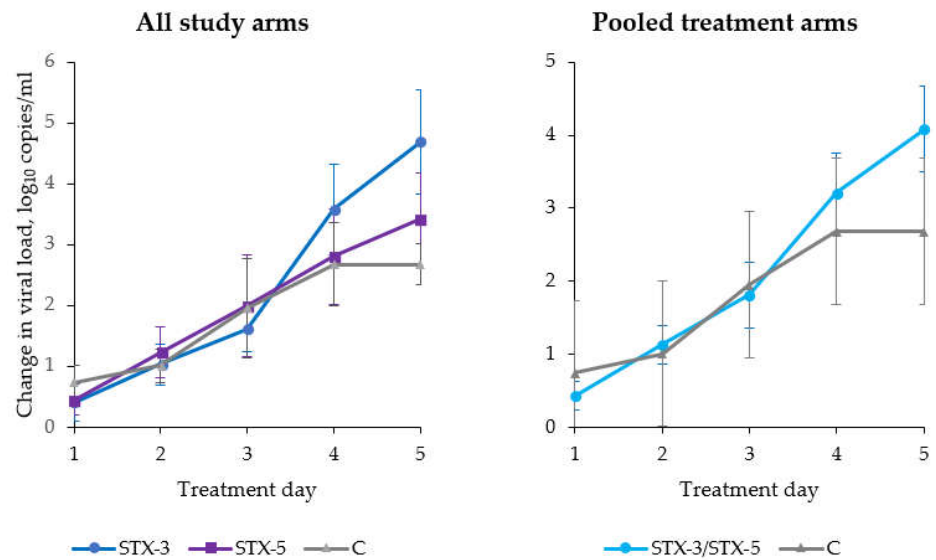 All study arms
Change in viral load, log₁₀ copies/ml
6
5
4
3
2
1
0
1 2 3 4 5
Treatment day
STX-3 STX-5 C
Pooled treatment arms
5
4
3
2
1
0
1 2 3 4 5
Treatment day
STX-3/STX-5 C